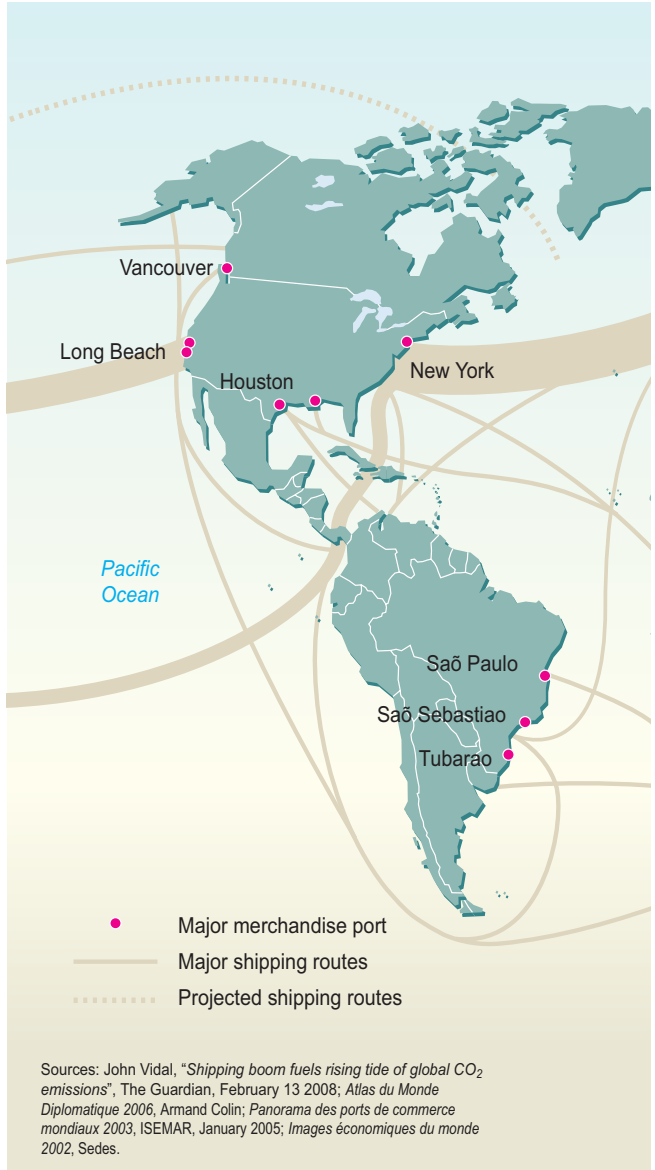 Vancouver
Long Beach
Houston
New York
Pacific
Ocean
Saõ Paulo
Saõ Sebastiao
Tubarao
Major merchandise port
Major shipping routes
Projected shipping routes
Sources: John Vidal, “Shipping boom fuels rising tide of global CO₂
emissions”, The Guardian, February 13 2008; Atlas du Monde
Diplomatique 2006, Armand Colin; Panorama des ports de commerce
mondiaux 2003, ISEMAR, January 2005; Images économiques du monde
2002, Sedes.